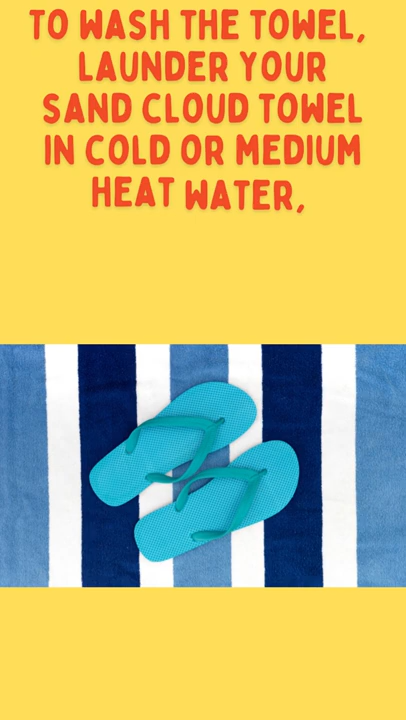 TO WASH THE TOWEL,
LAUNDER YOUR
SAND CLOUD TOWEL
IN COLD OR MEDIUM
HEAT WATER,